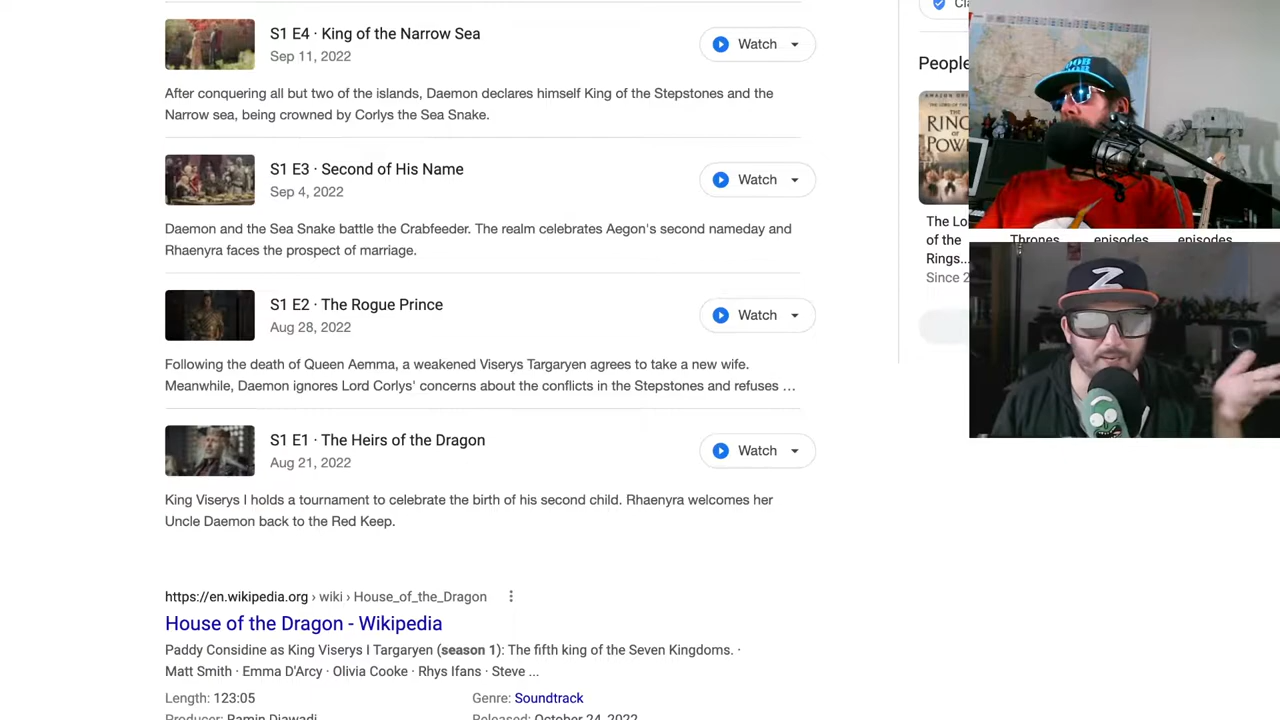 S1 E4 · King of the Narrow Sea
Sep 11, 2022
Watch
After conquering all but two of the islands, Daemon declares himself King of the Stepstones and the
Narrow sea, being crowned by Corlys the Sea Snake.
S1 E3 · Second of His Name
Sep 4, 2022
Watch
Daemon and the Sea Snake battle the Crabfeeder. The realm celebrates Aegon's second nameday and
Rhaenyra faces the prospect of marriage.
S1 E2 · The Rogue Prince
Aug 28, 2022
Watch
Following the death of Queen Aemma, a weakened Viserys Targaryen agrees to take a new wife.
Meanwhile, Daemon ignores Lord Corlys' concerns about the conflicts in the Stepstones and refuses ...
S1 E1 · The Heirs of the Dragon
Aug 21, 2022
Watch
King Viserys I holds a tournament to celebrate the birth of his second child. Rhaenyra welcomes her
Uncle Daemon back to the Red Keep.
https://en.wikipedia.org › wiki › House_of_the_Dragon
House of the Dragon - Wikipedia
Paddy Considine as King Viserys I Targaryen (season 1): The fifth king of the Seven Kingdoms. ·
Matt Smith · Emma D'Arcy · Olivia Cooke · Rhys Ifans · Steve ...
Length: 123:05 Genre: Soundtrack
Producer: Ramin Djawadi Released: October 24, 2022
People
THE
RING
OF
POW
The Lo
of the
Rings...
Since 2
Thrones episodes episodes
Z